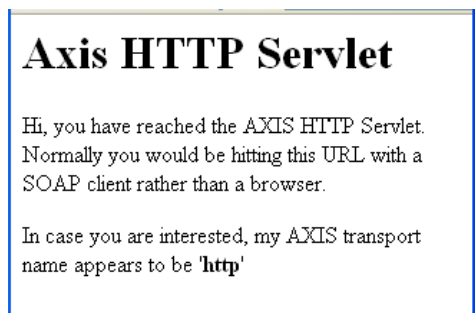 Axis HTTP Servlet
Hi, you have reached the AXIS HTTP Servlet.
Normally you would be hitting this URL with a
SOAP client rather than a browser.
In case you are interested, my AXIS transport
name appears to be 'http'